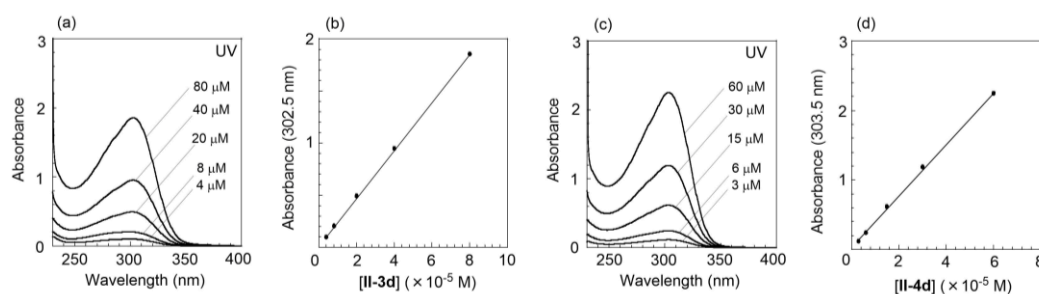 (a)
3
2
1
0
Absorbance
UV
80 μM
40 μM
20 μM
8 μM
4 μM
250 300 350 400
Wavelength (nm)
(b)
2
1
Absorbance (302.5 nm)
0 2 4 6 8 10
[II-3d] (× 10⁻⁵ M)
(c)
3
2
1
0
Absorbance
UV
60 μM
30 μM
15 μM
6 μM
3 μM
250 300 350 400
Wavelength (nm)
(d)
3
2
1
0
Absorbance (303.5 nm)
0 2 4 6 8
[II-4d] (× 10⁻⁵ M)